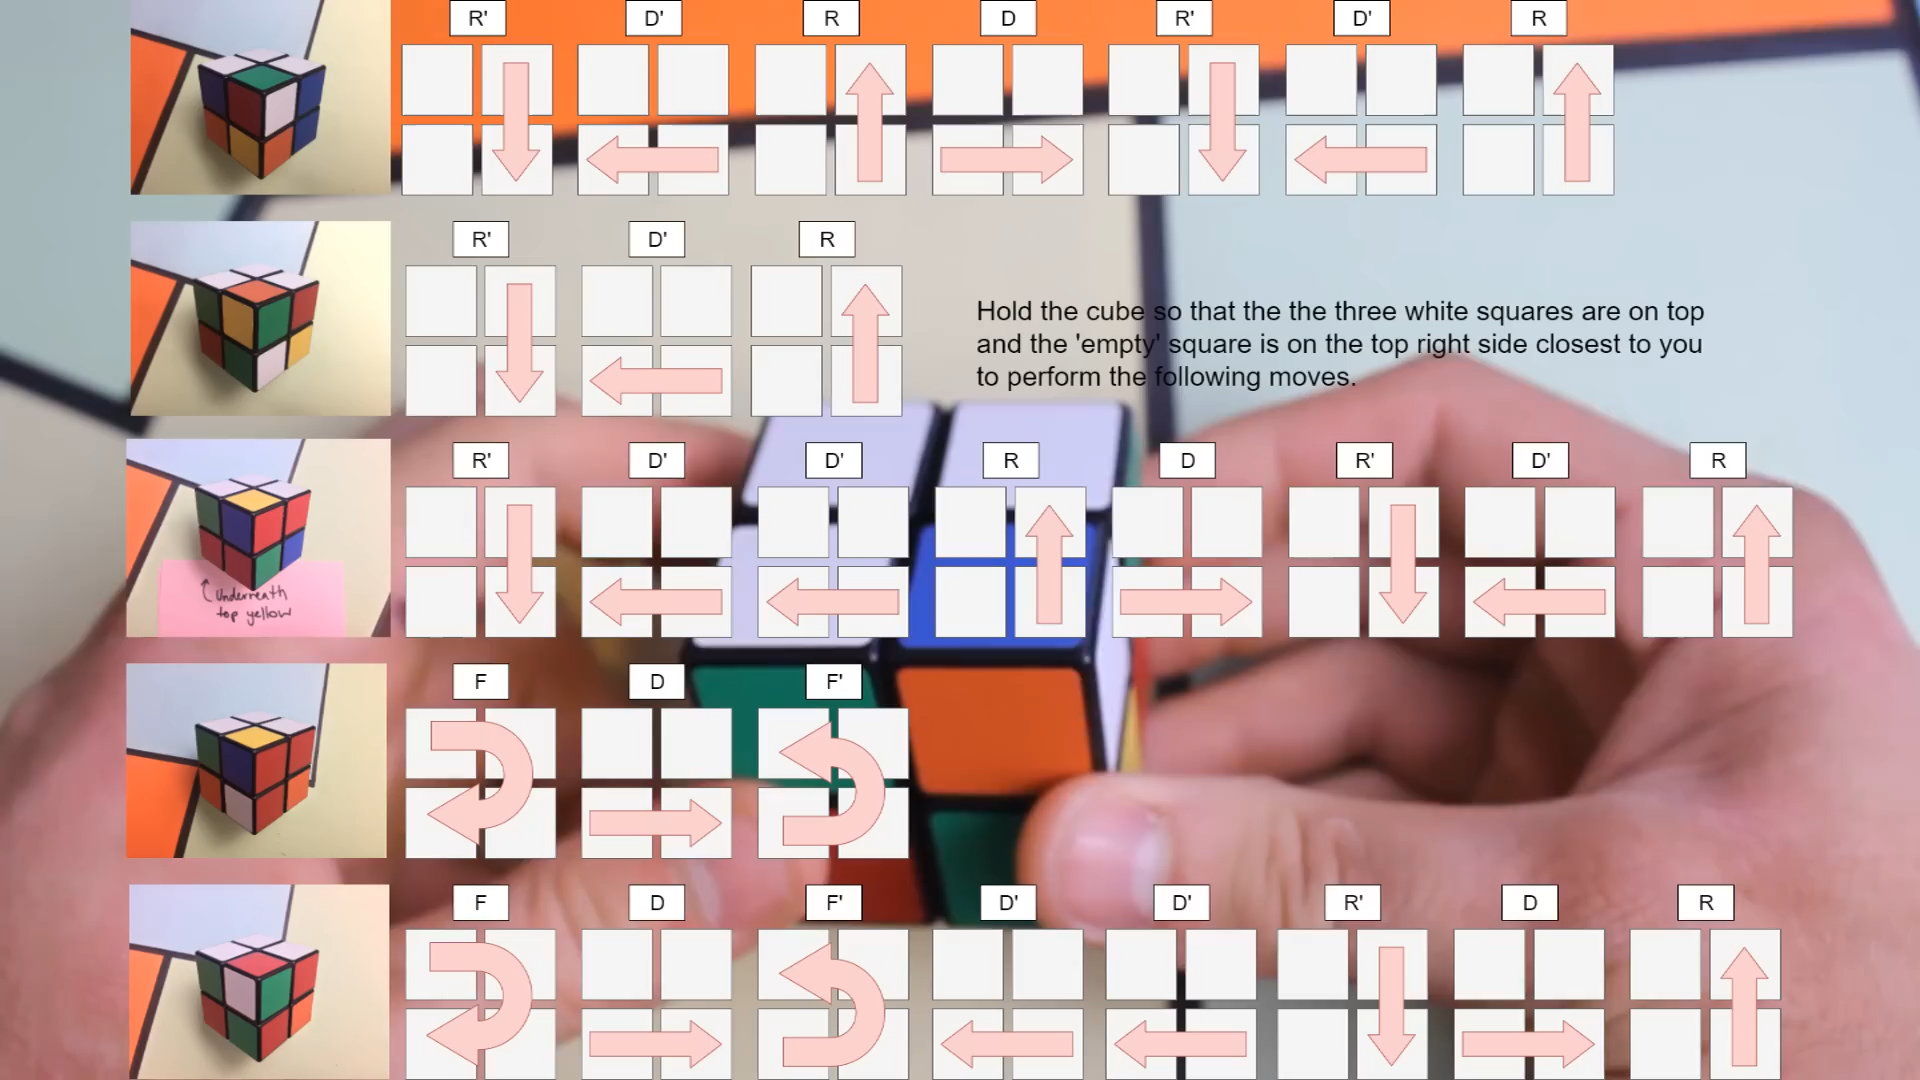 R' D' R D R' D' R
R' D' R
Hold the cube so that the the three white squares are on top
and the 'empty' square is on the top right side closest to you
to perform the following moves.
R' D' D' R D R' D' R
Underneath
top yellow
F D F'
F D F' D' D' R' D R